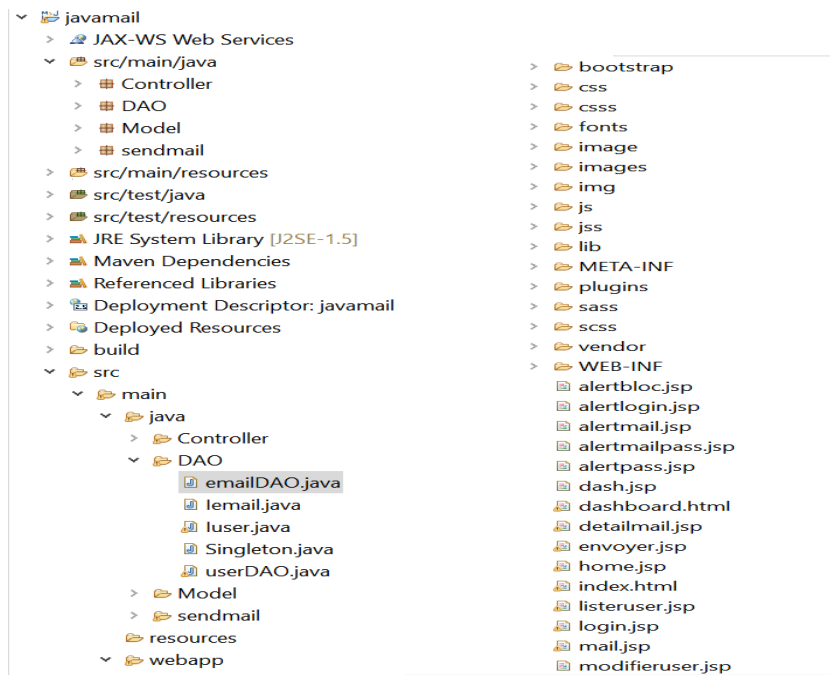 javamail
JAX-WS Web Services
src/main/java
Controller
DAO
Model
sendmail
src/main/resources
src/test/java
src/test/resources
JRE System Library [J2SE-1.5]
Maven Dependencies
Referenced Libraries
Deployment Descriptor: javamail
Deployed Resources
build
src
main
java
Controller
DAO
emailDAO.java
Iemail.java
Iuser.java
Singleton.java
userDAO.java
Model
sendmail
resources
webapp
bootstrap
css
csss
fonts
image
images
img
js
jss
lib
META-INF
plugins
sass
scss
vendor
WEB-INF
alertbloc.jsp
alertlogin.jsp
alertmail.jsp
alertmailpass.jsp
alertpass.jsp
dash.jsp
dashboard.html
detailmail.jsp
envoyer.jsp
home.jsp
index.html
listeruser.jsp
login.jsp
mail.jsp
modifieruser.jsp